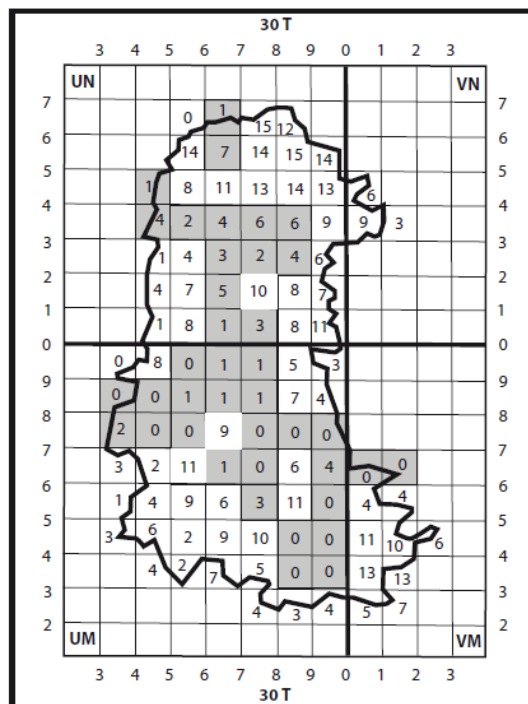 30 T
3 4 5 6 7 8 9 0 1 2 3
UN VN
7 7
0 1 15 12
6 6
14 7 14 15 14
5 5
1 8 11 13 14 13 6
4 4
4 2 4 6 6 9 9 3
3 3
1 4 3 2 4 6
2 2
4 7 5 10 8 7
1 1
1 8 1 3 8 11
0 0
0 8 0 1 1 5 3
9 9
0 0 1 1 1 7 4
8 8
2 0 0 9 0 0 0
7 7
3 2 11 1 0 6 4 0 0
6 6
1 4 9 6 3 11 0 4 4
5 5
3 6 2 9 10 0 0 11 10 6
4 4
4 2 7 5 0 0 13 13
3 3
4 3 4 5 7
2 2
UM VM
3 4 5 6 7 8 9 0 1 2 3
30 T